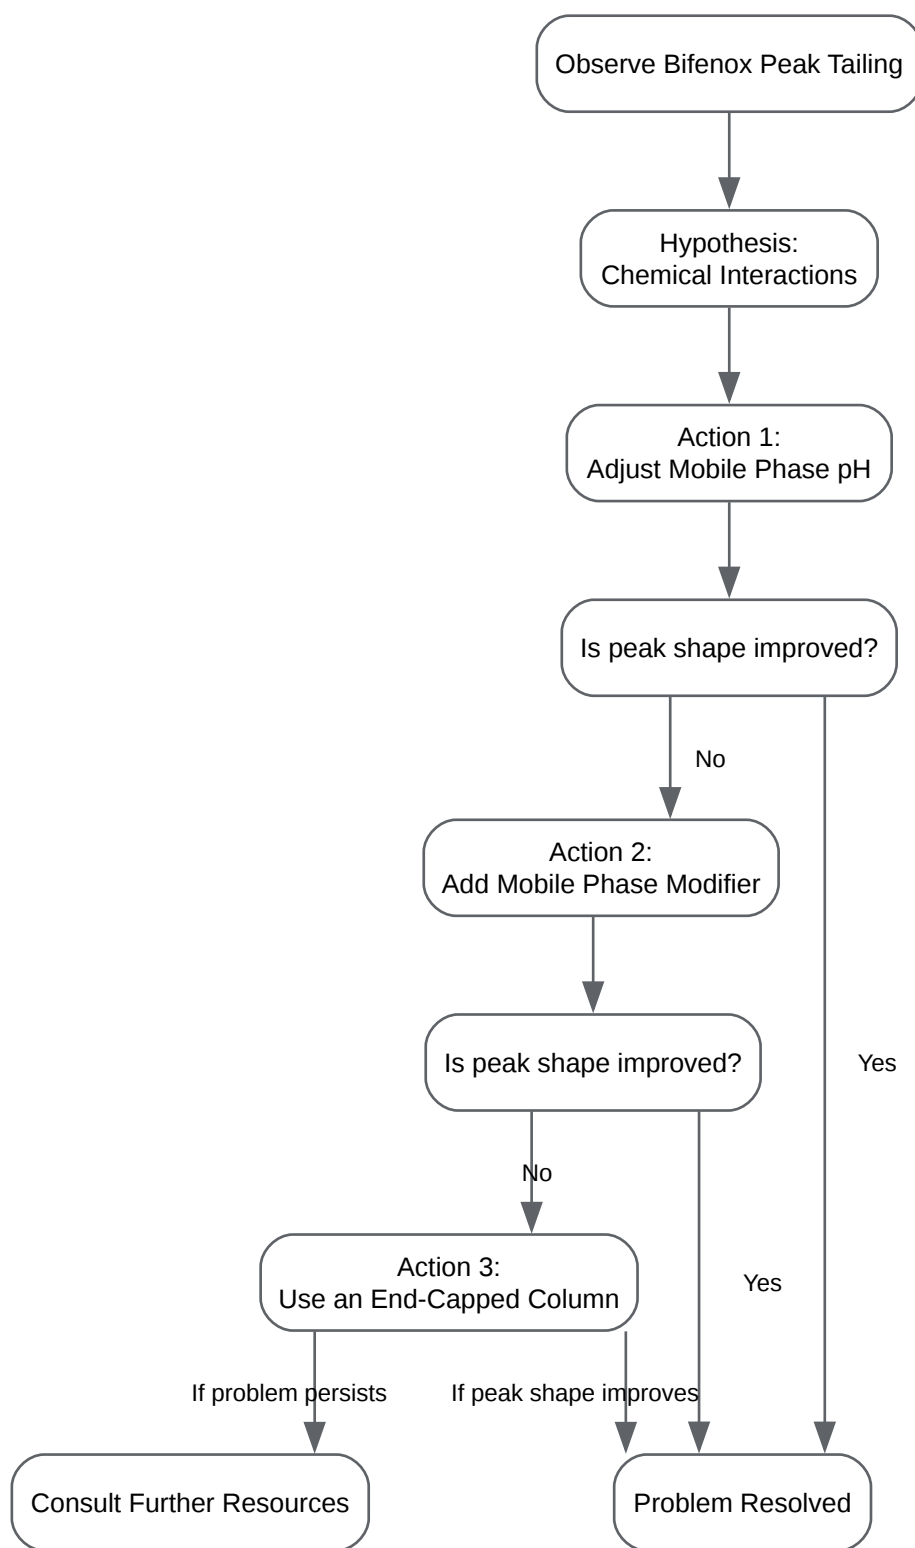 Observe Bifenox Peak Tailing
Hypothesis:
Chemical Interactions
Action 1:
Adjust Mobile Phase pH
Is peak shape improved?
No
Action 2:
Add Mobile Phase Modifier
Is peak shape improved?
Yes
No
Action 3:
Use an End-Capped Column
Yes
If problem persists
If peak shape improves
Consult Further Resources
Problem Resolved